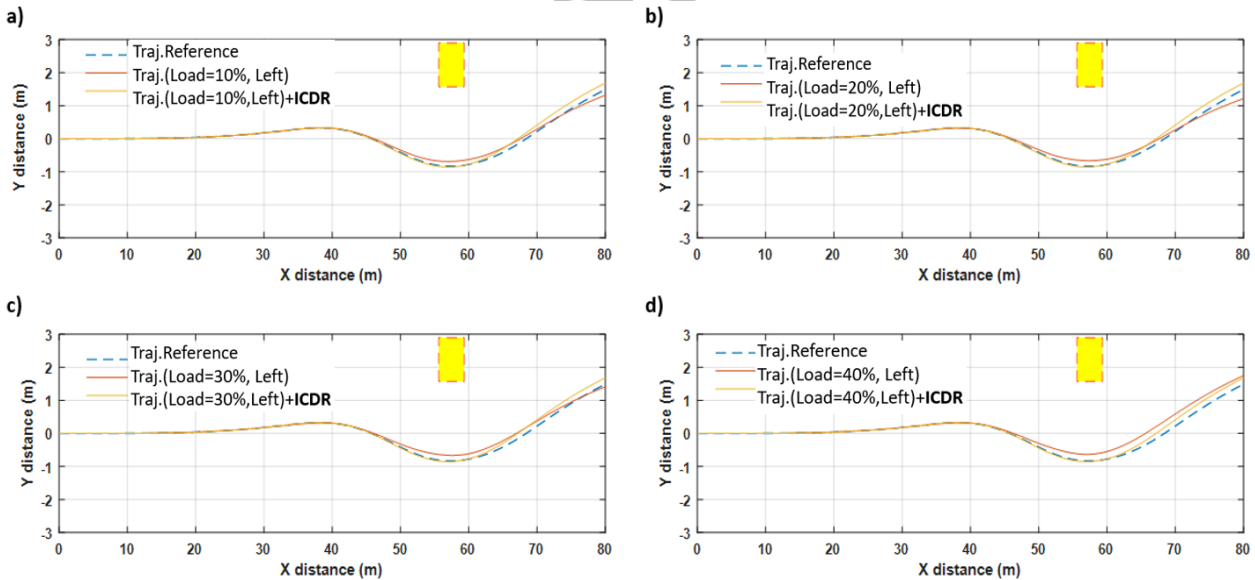 a)
3
2
1
0
-1
-2
-3
Y distance (m)
Traj.Reference
Traj.(Load=10%, Left)
Traj.(Load=10%,Left)+ICDR
0 10 20 30 40 50 60 70 80
X distance (m)
b)
3
2
1
0
-1
-2
-3
Y distance (m)
Traj.Reference
Traj.(Load=20%, Left)
Traj.(Load=20%,Left)+ICDR
0 10 20 30 40 50 60 70 80
X distance (m)
c)
3
2
1
0
-1
-2
-3
Y distance (m)
Traj.Reference
Traj.(Load=30%, Left)
Traj.(Load=30%,Left)+ICDR
0 10 20 30 40 50 60 70 80
X distance (m)
d)
3
2
1
0
-1
-2
-3
Y distance (m)
Traj.Reference
Traj.(Load=40%, Left)
Traj.(Load=40%,Left)+ICDR
0 10 20 30 40 50 60 70 80
X distance (m)